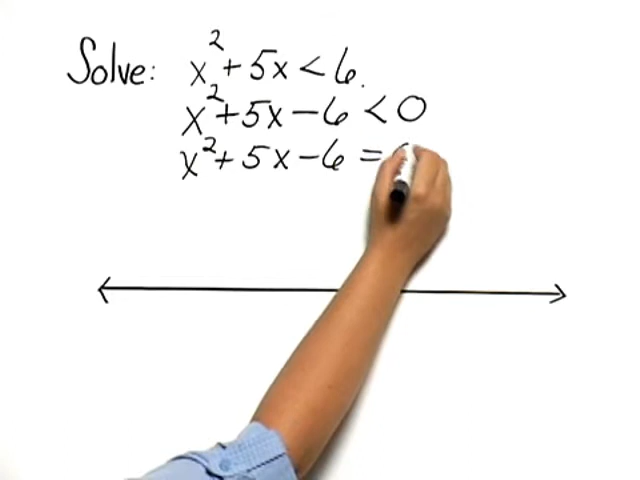 Solve: x² + 5x < 6.
x² + 5x − 6 < 0
x² + 5x − 6 =